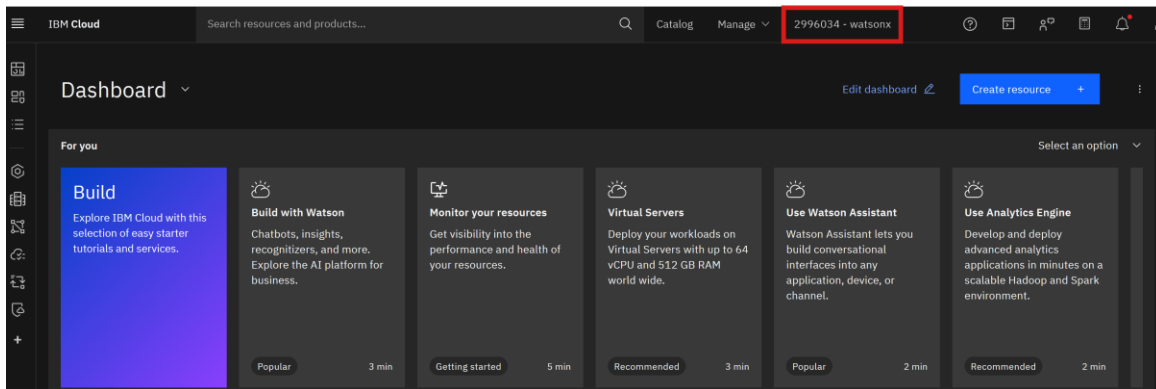 IBM Cloud
Search resources and products...
Catalog
Manage
2996034 - watsonx
Dashboard
Edit dashboard
Create resource +
For you
Select an option
Build
Explore IBM Cloud with this
selection of easy starter
tutorials and services.
Build with Watson
Chatbots, insights,
recognizers, and more.
Explore the AI platform for
business.
Popular
3 min
Monitor your resources
Get visibility into the
performance and health of
your resources.
Getting started
5 min
Virtual Servers
Deploy your workloads on
Virtual Servers with up to 64
vCPU and 512 GB RAM
world wide.
Recommended
3 min
Use Watson Assistant
Watson Assistant lets you
build conversational
interfaces into any
application, device, or
channel.
Popular
2 min
Use Analytics Engine
Develop and deploy
advanced analytics
applications in minutes on a
scalable Hadoop and Spark
environment.
Recommended
2 min